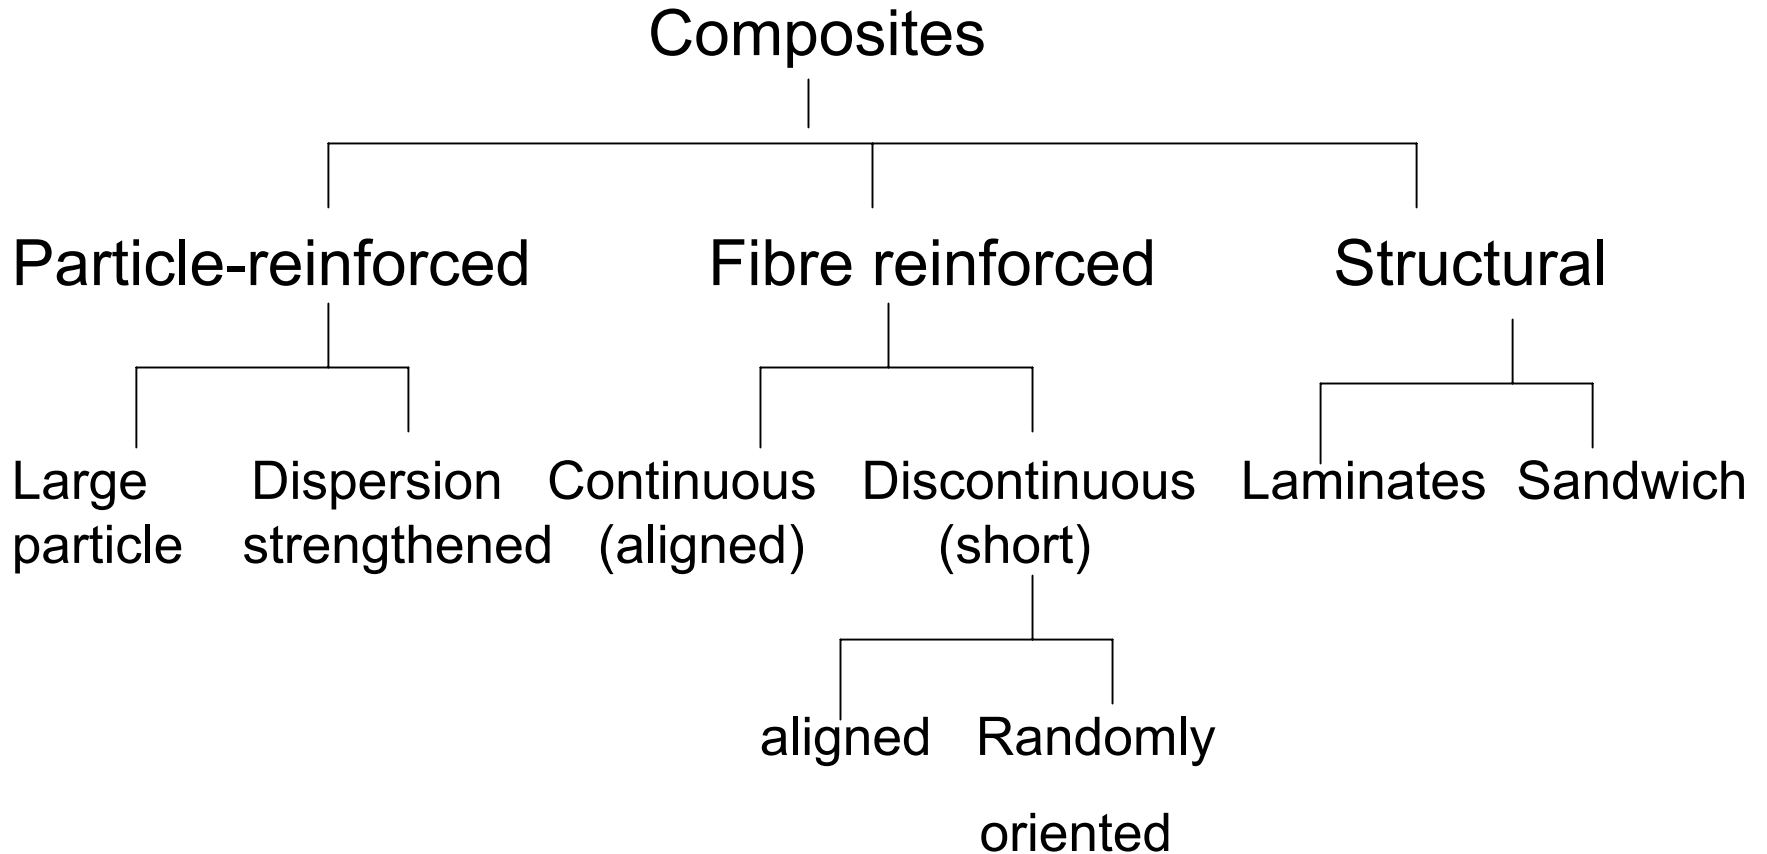 Composites
Particle-reinforced Fibre reinforced Structural
Large Dispersion Continuous Discontinuous Laminates Sandwich
particle strengthened (aligned) (short)
aligned Randomly
oriented